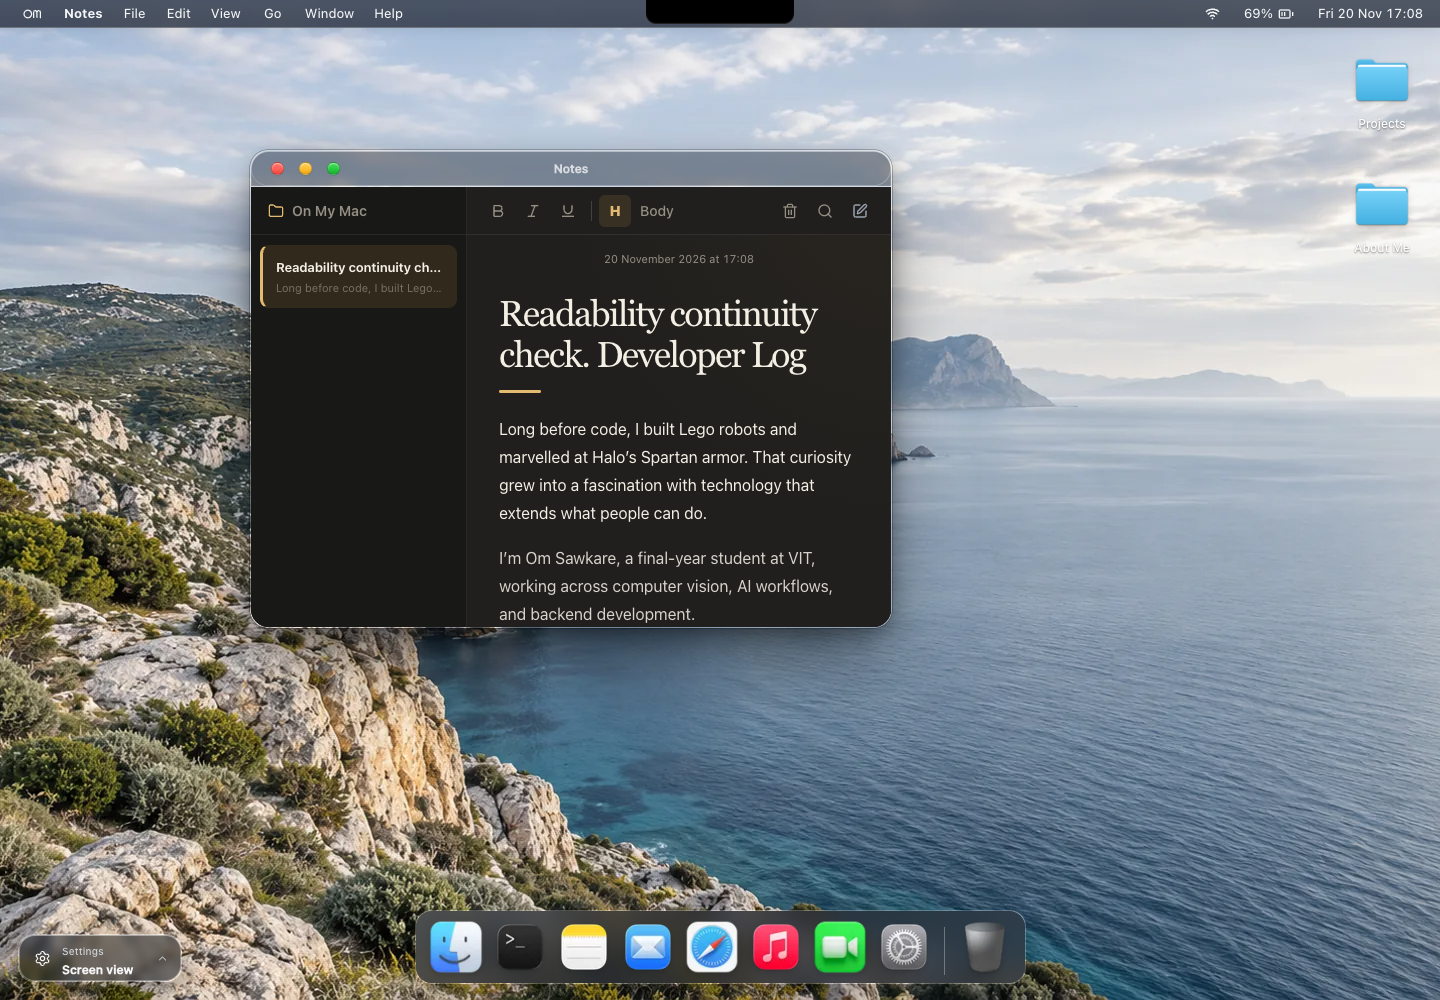 om Notes File Edit View Go Window Help
69% Fri 20 Nov 17:08
Projects
About Me
Notes
On My Mac
B I U H Body
Readability continuity ch...
Long before code, I built Lego...
20 November 2026 at 17:08
Readability continuity
check. Developer Log
Long before code, I built Lego robots and
marvelled at Halo’s Spartan armor. That curiosity
grew into a fascination with technology that
extends what people can do.
I’m Om Sawkare, a final-year student at VIT,
working across computer vision, AI workflows,
and backend development.
Settings
Screen view
>_